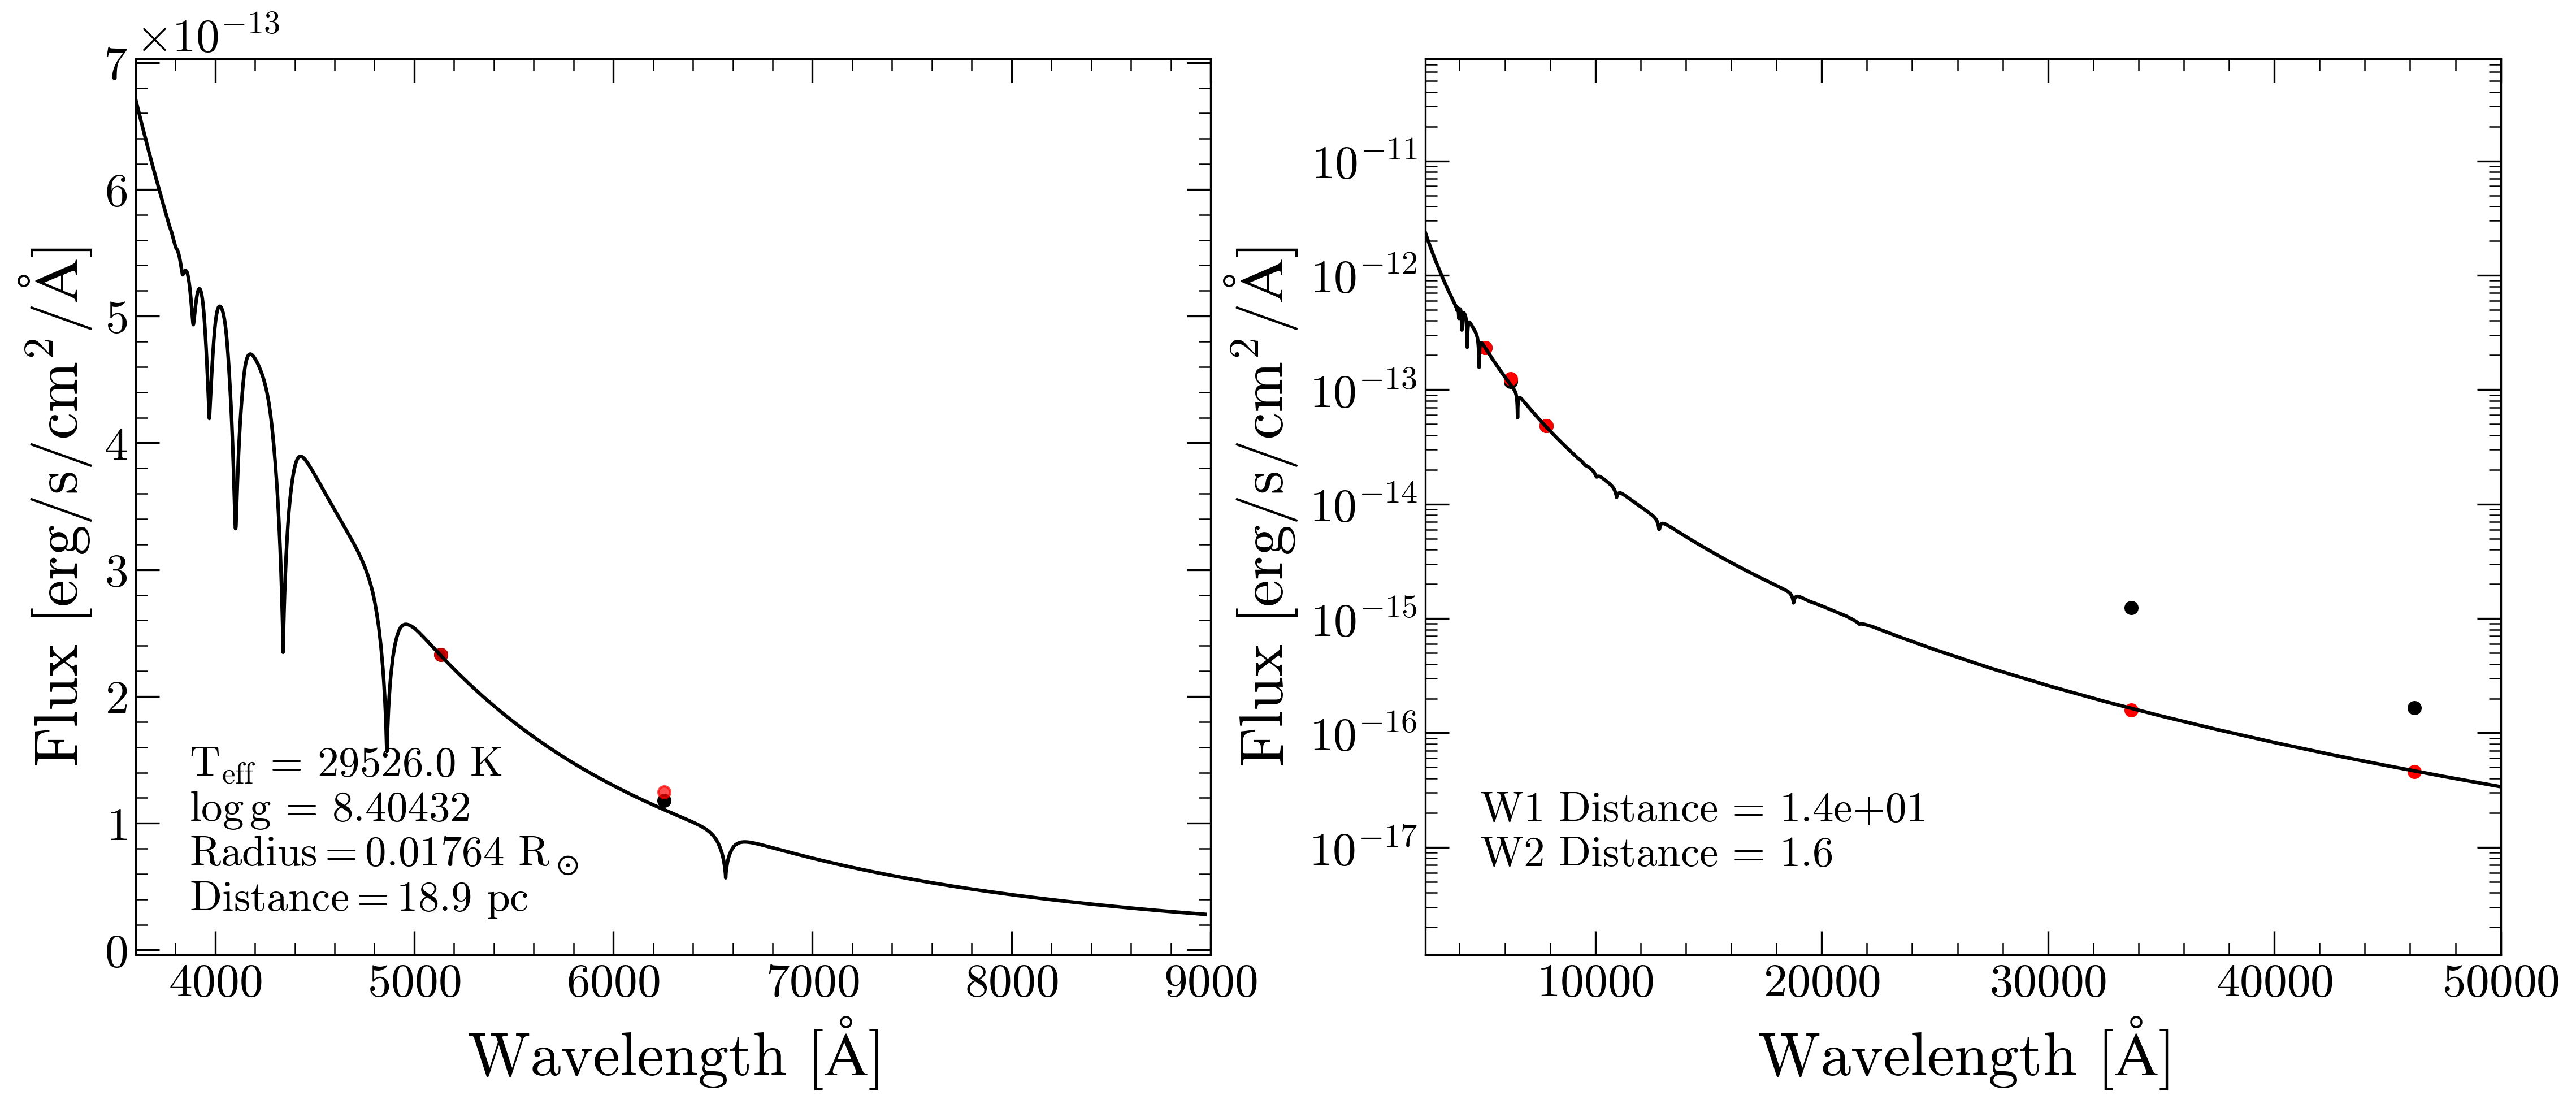 ×10⁻¹³
7
6
5
4
3
2
1
0
Flux [erg/s/cm²/Å]
T_eff = 29526.0 K
log g = 8.40432
Radius = 0.01764 R_⊙
Distance = 18.9 pc
4000 5000 6000 7000 8000 9000
Wavelength [Å]
10⁻¹¹
10⁻¹²
10⁻¹³
10⁻¹⁴
10⁻¹⁵
10⁻¹⁶
10⁻¹⁷
Flux [erg/s/cm²/Å]
W1 Distance = 1.4e+01
W2 Distance = 1.6
10000 20000 30000 40000 50000
Wavelength [Å]